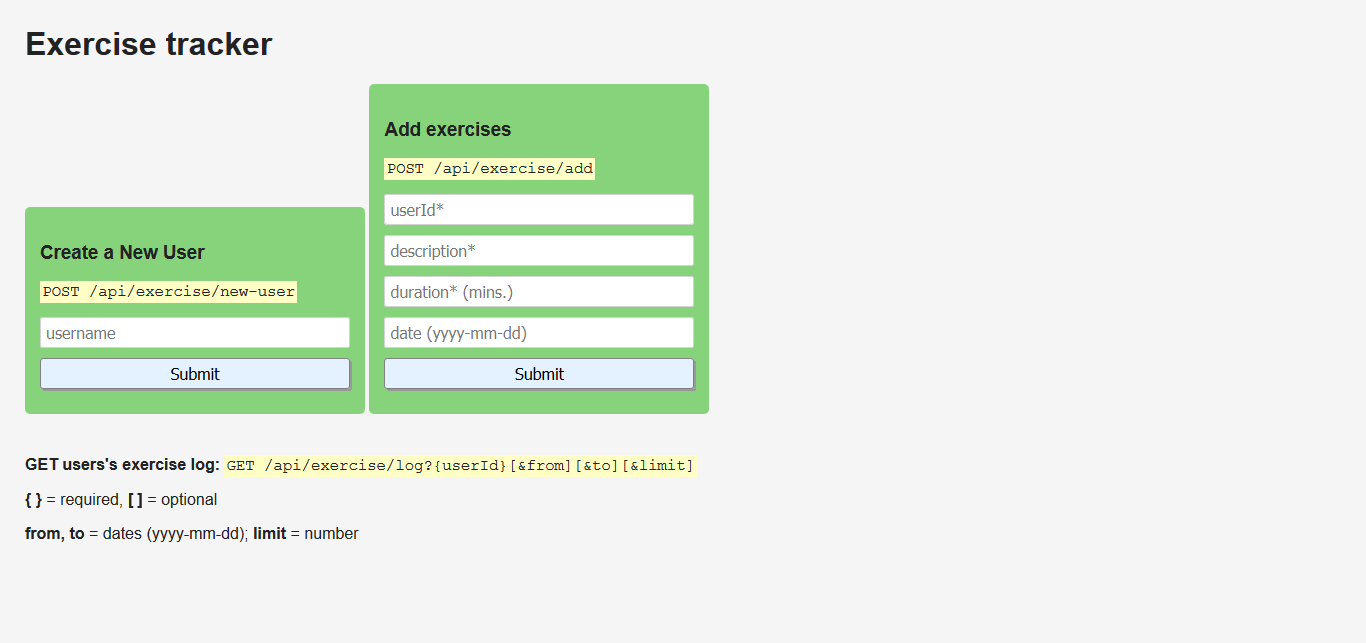 Exercise tracker
Create a New User
POST /api/exercise/new-user
username
Submit
Add exercises
POST /api/exercise/add
userId*
description*
duration* (mins.)
date (yyyy-mm-dd)
Submit
GET users's exercise log: GET /api/exercise/log?{userId}[&from][&to][&limit]
{ } = required, [ ] = optional
from, to = dates (yyyy-mm-dd); limit = number